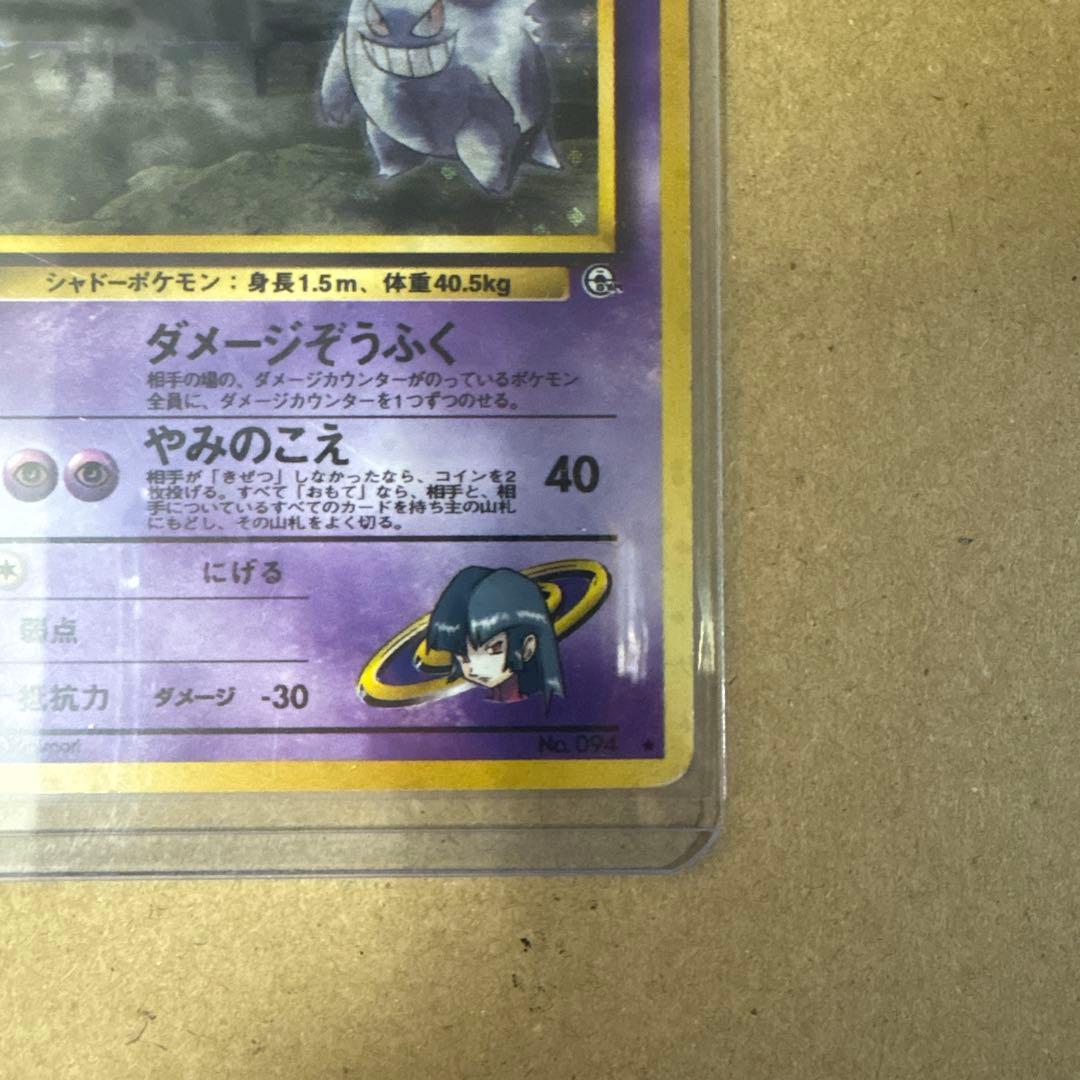 シャドーポケモン：身長1.5m、体重40.5kg
ダメージぞうふく
相手の場の、ダメージカウンターがのっているポケモン
全員に、ダメージカウンターを1つずつのせる。
やみのこえ
40
相手が「きぜつ」しなかったなら、コインを2
枚投げる。すべて「おもて」なら、相手と、相
手についているすべてのカードを持ち主の山札
にもどし、その山札をよく切る。
にげる
弱点
抵抗力 ダメージ -30
No. 094 ★